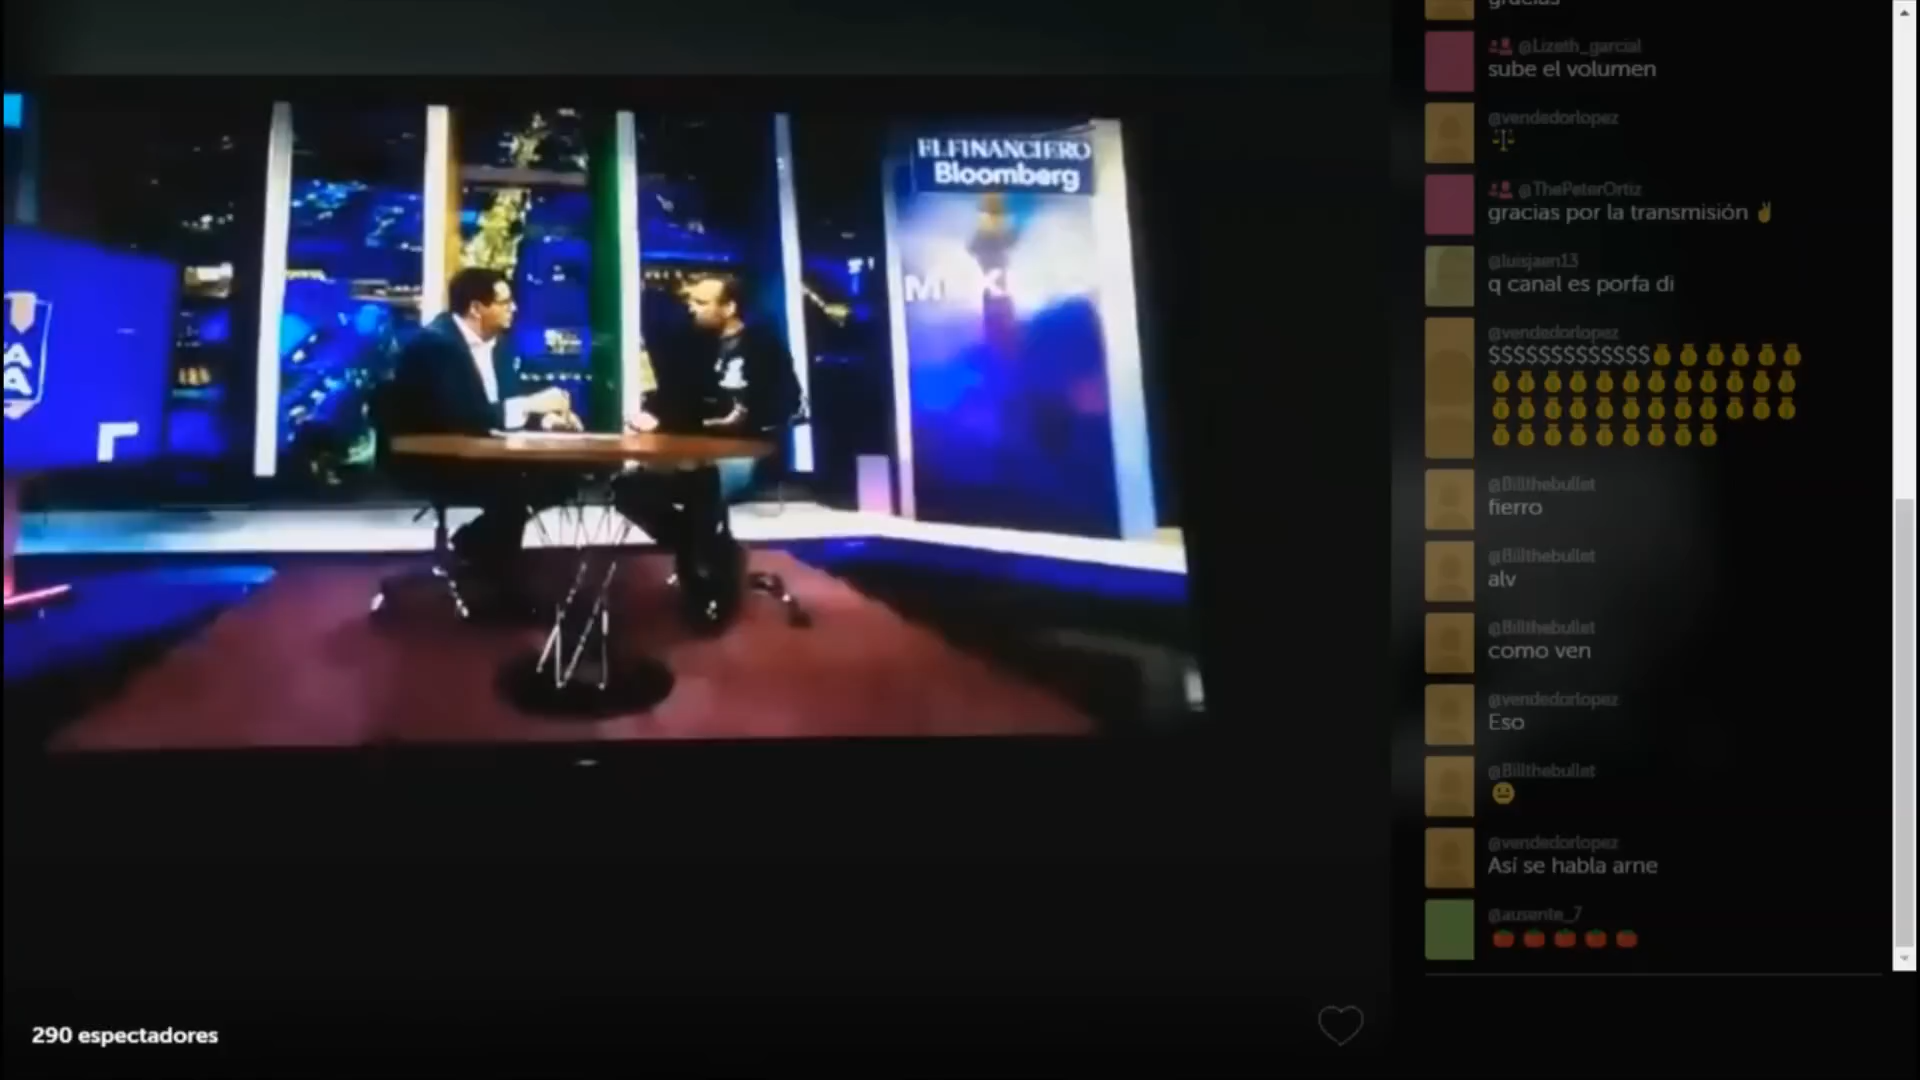 gracias
@Lizeth_garcial
sube el volumen
@vendedorlopez
@ThePeterOrtiz
gracias por la transmisión
@luisjaen13
q canal es porfa di
@vendedorlopez
$$$$$$$$$$$$$
@Billthebullet
fierro
@Billthebullet
alv
@Billthebullet
como ven
@vendedorlopez
Eso
@Billthebullet
@vendedorlopez
Así se habla arne
@ausente_7
EL FINANCIERO
Bloomberg
290 espectadores